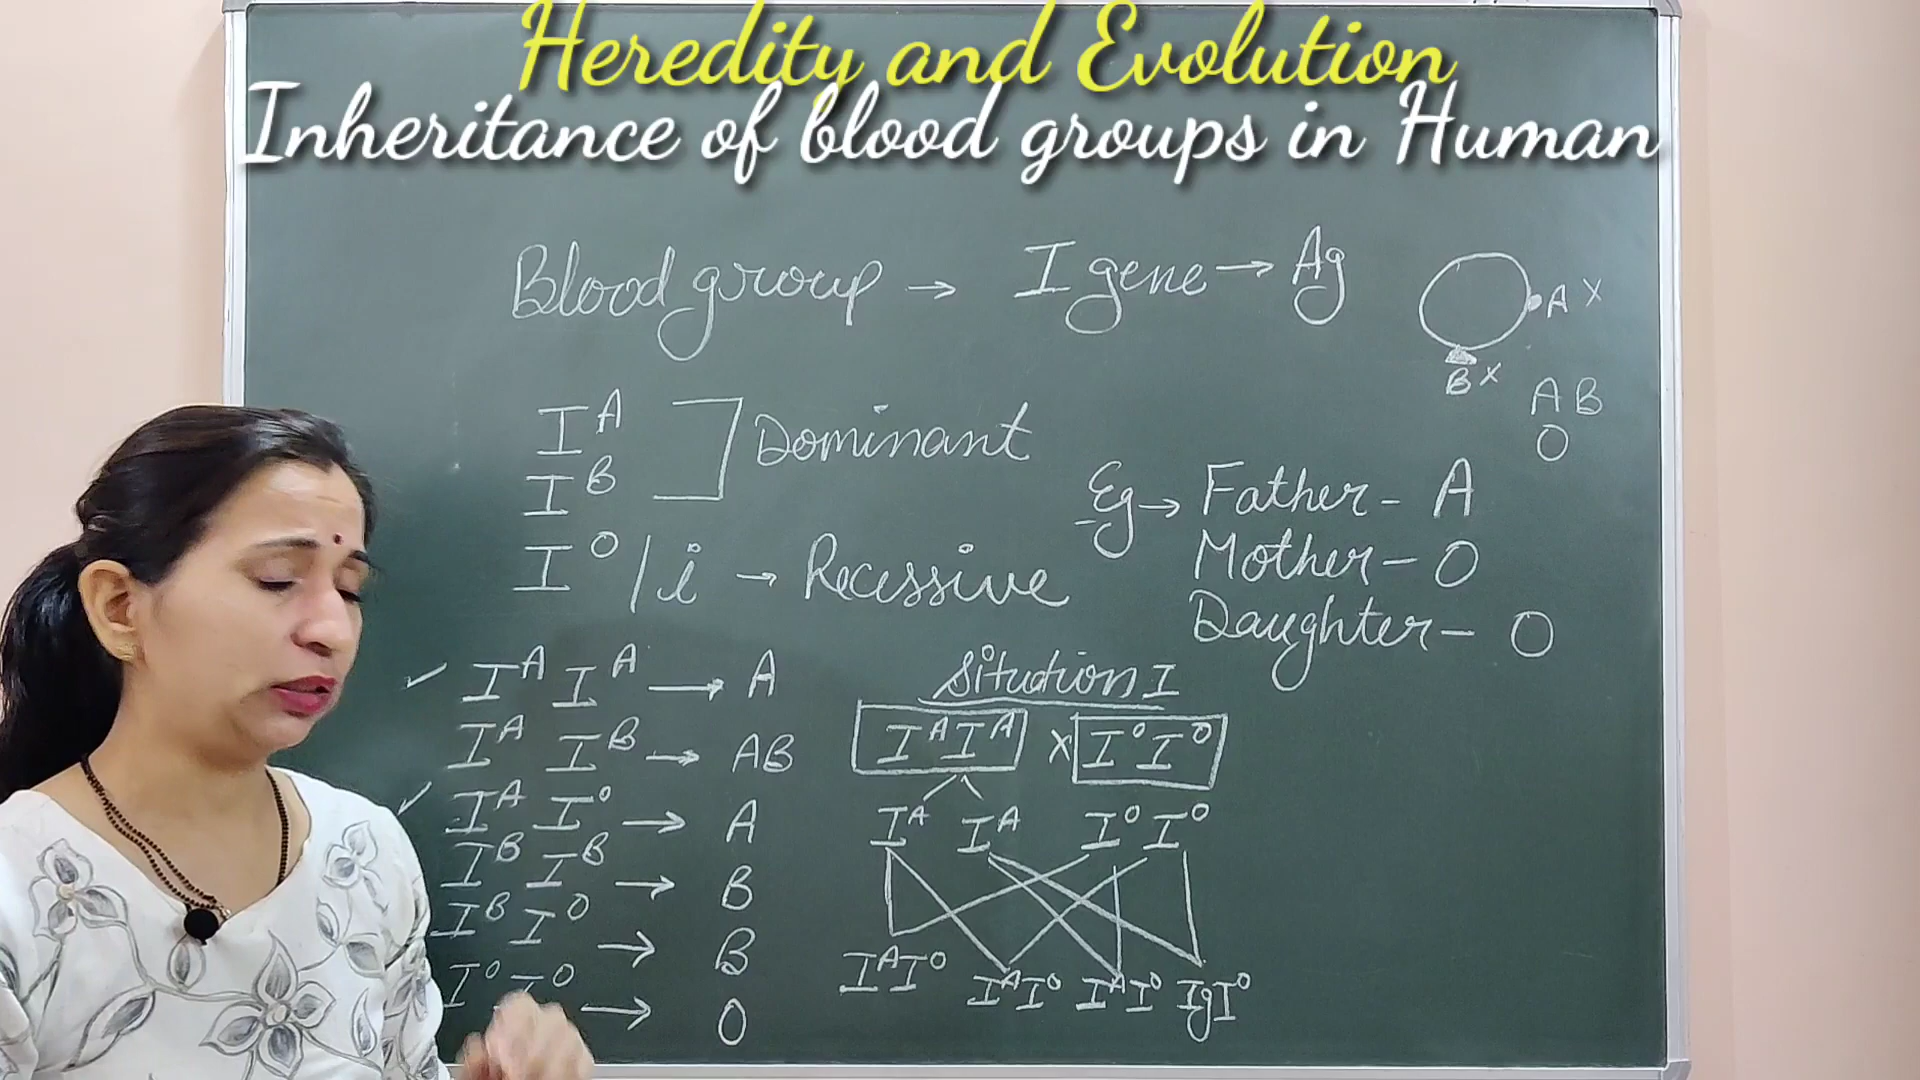 Heredity and Evolution
Inheritance of blood groups in Human
Blood group → I gene → Ag
A X
B X
A B
O
I^A
I^B
Dominant
I^O / i → Recessive
Eg → Father - A
Mother - O
Daughter - O
✓ I^A I^A → A
I^A I^B → AB
✓ I^A I^O → A
I^B I^B → B
I^B I^O → B
I^O I^O → O
Situation I
I^A I^A X I^O I^O
I^A I^A I^O I^O
I^A I^O I^A I^O I^A I^O